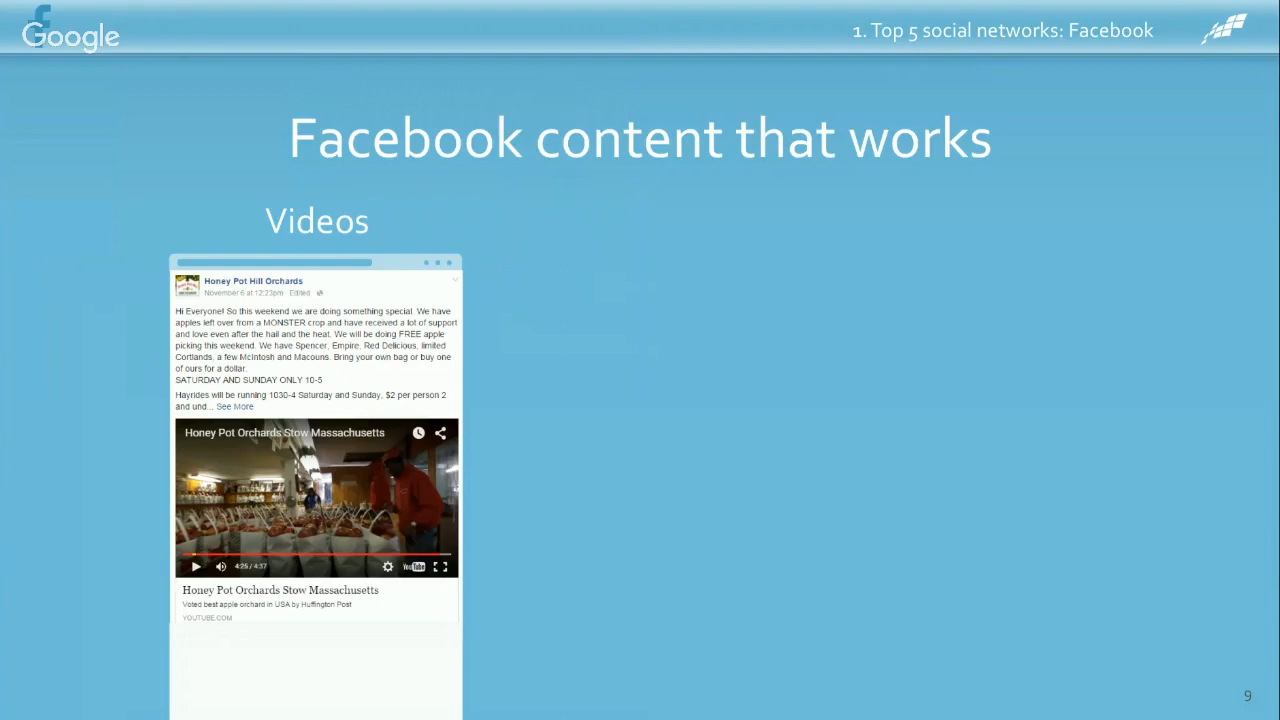 Google
1. Top 5 social networks: Facebook
Facebook content that works
Videos
Honey Pot Hill Orchards
November 6 at 12:23pm Edited
Hi Everyone! So this weekend we are doing something special. We have
apples left over from a MONSTER crop and have received a lot of support
and love even after the hail and the heat. We will be doing FREE apple
picking this weekend. We have Spencer, Empire, Red Delicious, limited
Cortlands, a few McIntosh and Macouns. Bring your own bag or buy one
of ours for a dollar.
SATURDAY AND SUNDAY ONLY 10-5
Hayrides will be running 1030-4 Saturday and Sunday, $2 per person 2
and und... See More
Honey Pot Orchards Stow Massachusetts
4:25 / 4:37
YouTube
Honey Pot Orchards Stow Massachusetts
Voted best apple orchard in USA by Huffington Post
YOUTUBE.COM
9